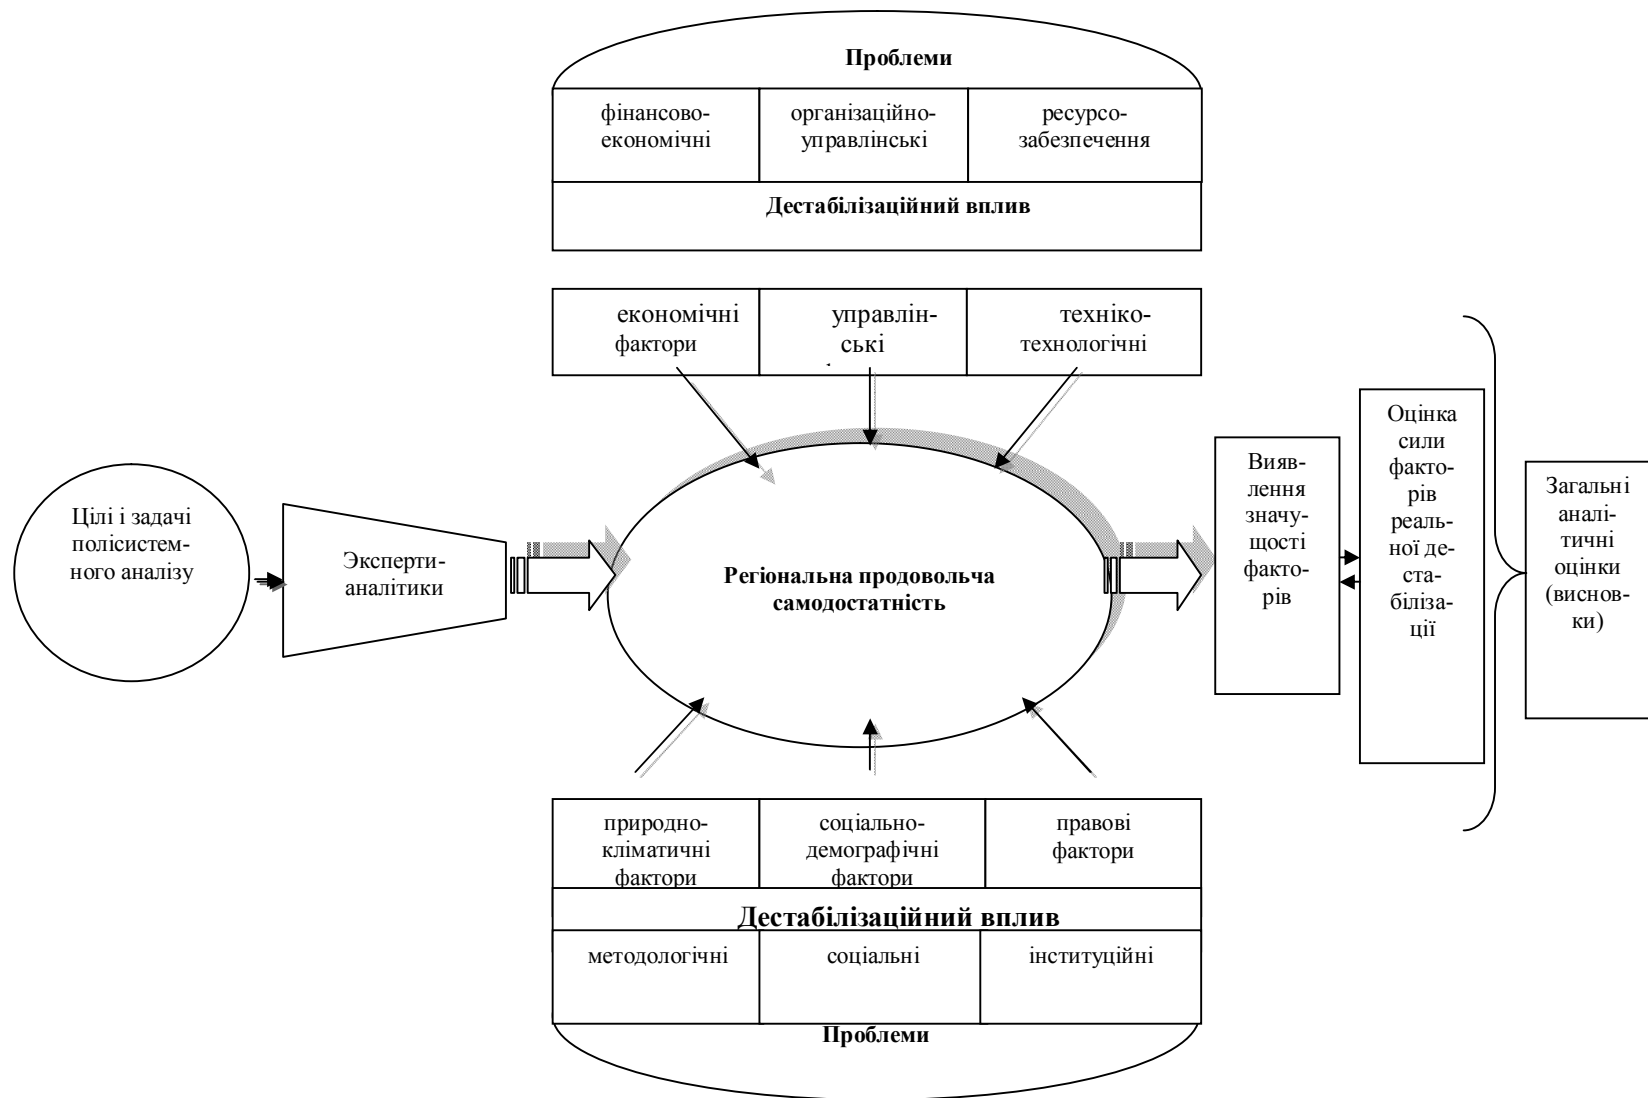 Проблеми
фінансово-
економічні
організаційно-
управлінські
ресурсо-
забезпечення
Дестабілізаційний вплив
економічні
фактори
управлін-
ські
техніко-
технологічні
Цілі і задачі
полісистем-
ного аналізу
Эксперти-
аналітики
Регіональна продовольча
самодостатність
Вияв-
лення
значу-
щості
факто-
рів
Оцінка
сили
факто-
рів
реаль-
ної де-
ста-
біліза-
ції
Загальні
аналі-
тичні
оцінки
(виснов-
ки)
природно-
кліматичні
фактори
соціально-
демографічні
фактори
правові
фактори
Дестабілізаційний вплив
методологічні
соціальні
інституційні
Проблеми